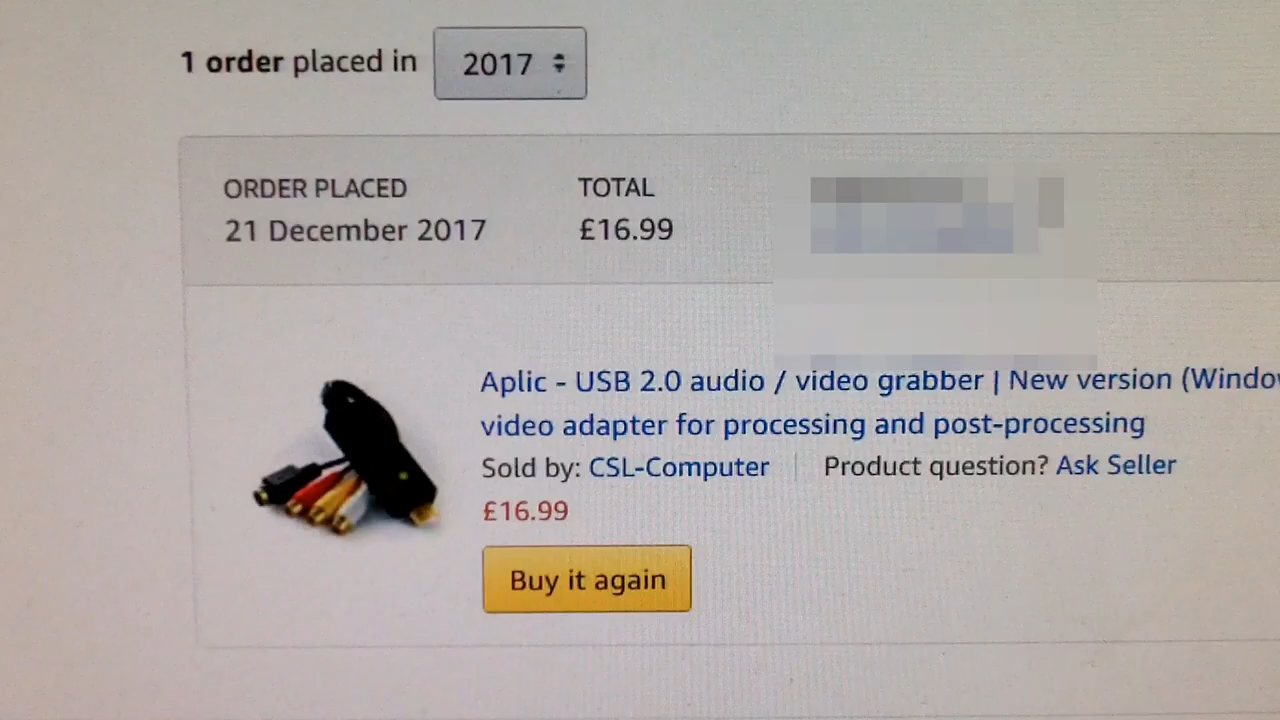 1 order placed in 2017
ORDER PLACED
21 December 2017
TOTAL
£16.99
Aplic - USB 2.0 audio / video grabber | New version (Windo
video adapter for processing and post-processing
Sold by: CSL-Computer | Product question? Ask Seller
£16.99
Buy it again